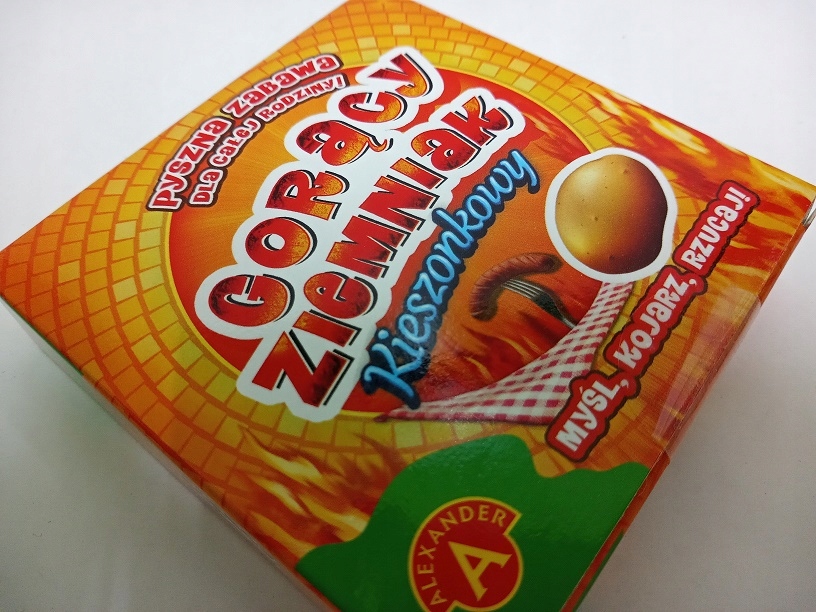 Pyszna zabawa
dla całej rodziny!
GORĄCY
ZIEMNIAK
Kieszonkowy
Myśl, kojarz, rzucaj!
ALEXANDER
A